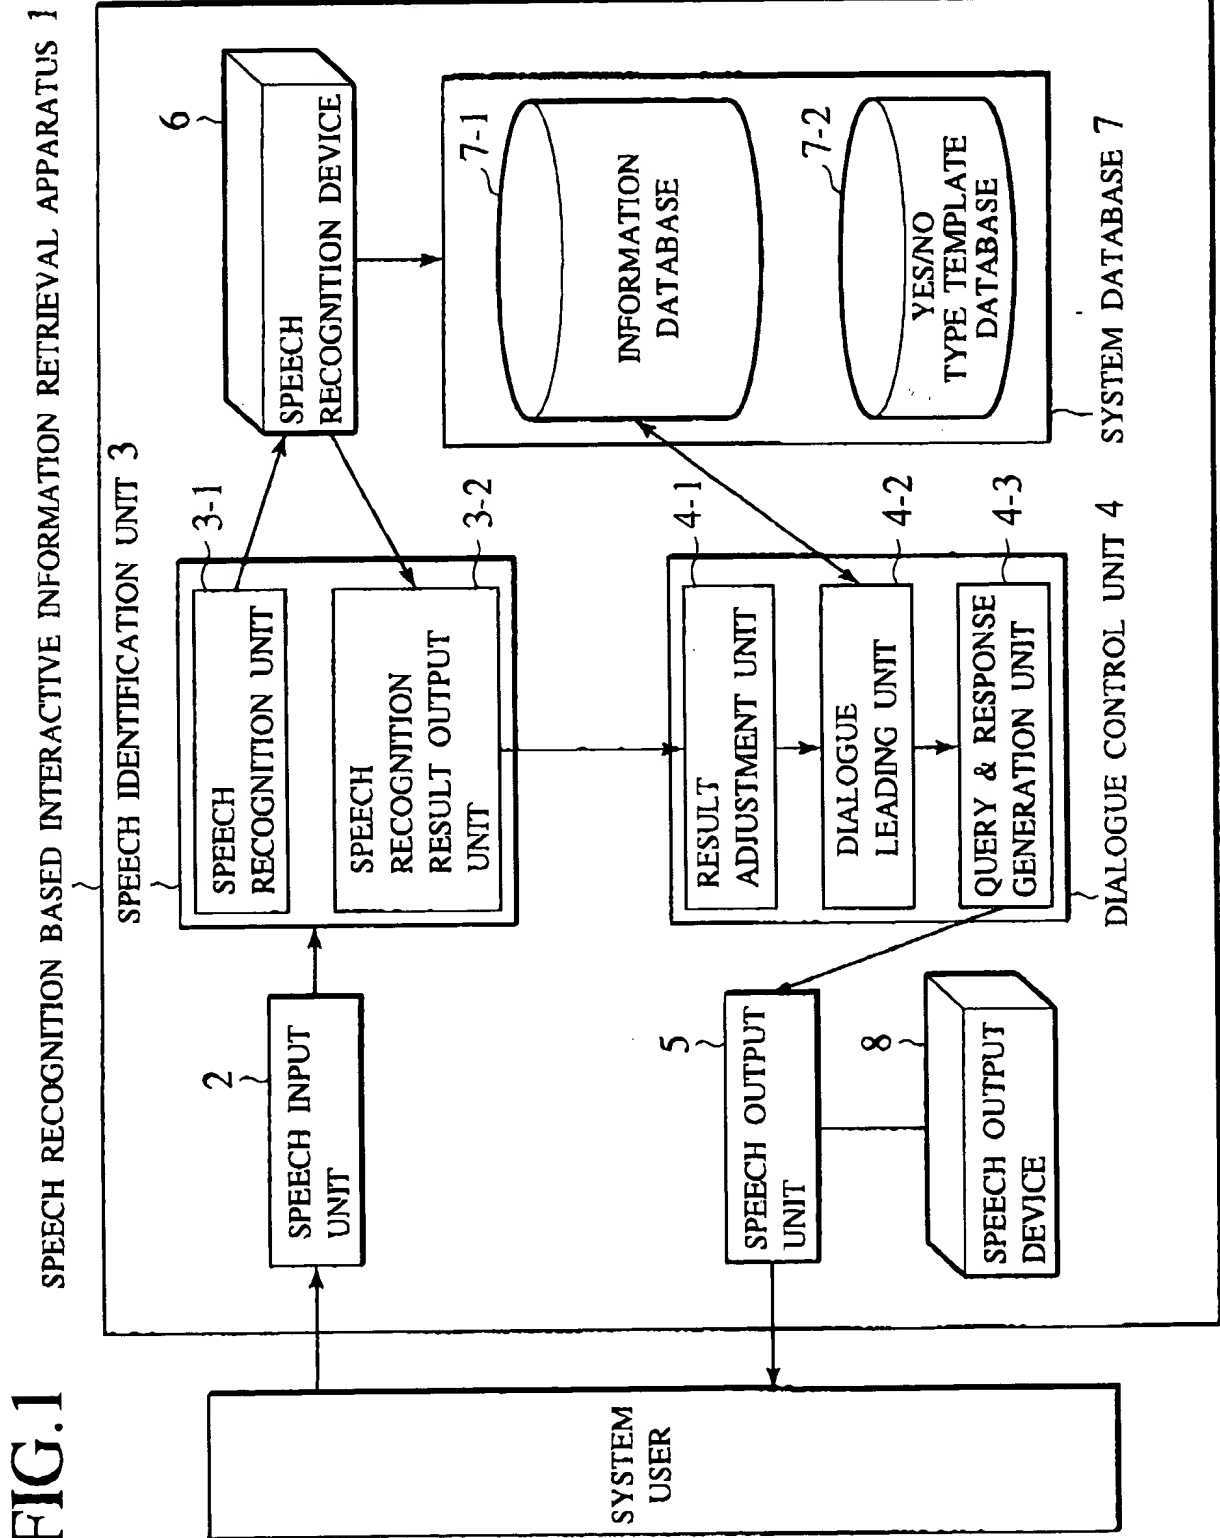 FIG.1
SPEECH RECOGNITION BASED INTERACTIVE INFORMATION RETRIEVAL APPARATUS 1
SPEECH IDENTIFICATION UNIT 3
6
SPEECH
RECOGNITION DEVICE
3-1
SPEECH
RECOGNITION UNIT
3-2
SPEECH
RECOGNITION
RESULT OUTPUT
UNIT
2
SPEECH INPUT
UNIT
SYSTEM
USER
7-1
INFORMATION
DATABASE
7-2
YES/NO
TYPE TEMPLATE
DATABASE
SYSTEM DATABASE 7
4-1
RESULT
ADJUSTMENT UNIT
4-2
DIALOGUE
LEADING UNIT
4-3
QUERY & RESPONSE
GENERATION UNIT
DIALOGUE CONTROL UNIT 4
5
SPEECH OUTPUT
UNIT
8
SPEECH OUTPUT
DEVICE